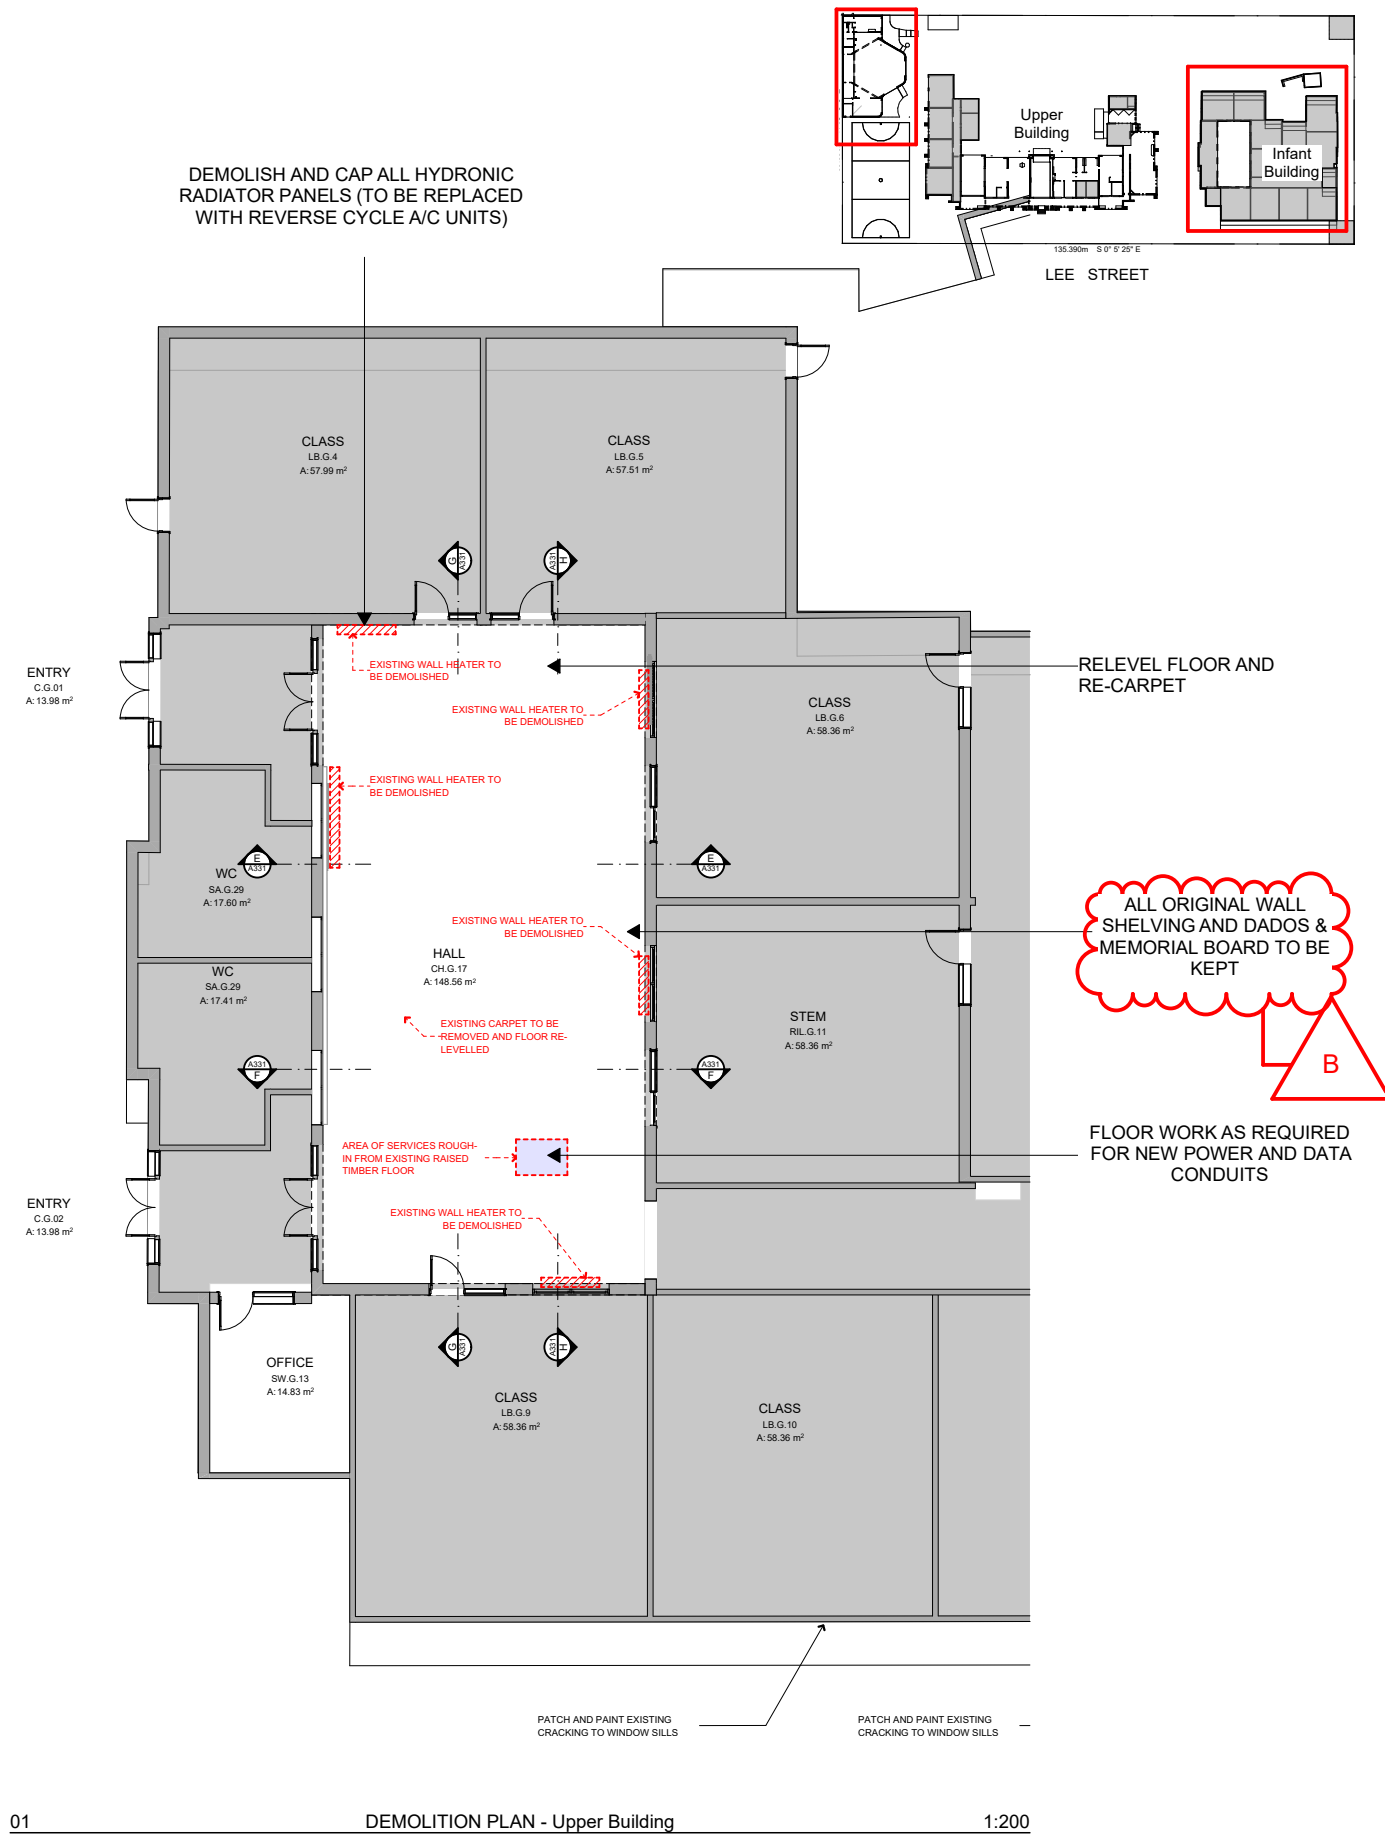 Upper
Building
Infant
Building
135.390m S 0° 5' 25" E
LEE STREET
DEMOLISH AND CAP ALL HYDRONIC
RADIATOR PANELS (TO BE REPLACED
WITH REVERSE CYCLE A/C UNITS)
CLASS
LB.G.4
A: 57.99 m²
CLASS
LB.G.5
A: 57.51 m²
G
A331
H
A331
ENTRY
C.G.01
A: 13.98 m²
EXISTING WALL HEATER TO
BE DEMOLISHED
RELEVEL FLOOR AND
RE-CARPET
EXISTING WALL HEATER TO
BE DEMOLISHED
CLASS
LB.G.6
A: 58.36 m²
EXISTING WALL HEATER TO
BE DEMOLISHED
E
A331
E
A331
WC
SA.G.29
A: 17.60 m²
ALL ORIGINAL WALL
SHELVING AND DADOS &
MEMORIAL BOARD TO BE
KEPT
B
EXISTING WALL HEATER TO
BE DEMOLISHED
HALL
CH.G.17
A: 148.56 m²
WC
SA.G.29
A: 17.41 m²
EXISTING CARPET TO BE
REMOVED AND FLOOR RE-
LEVELLED
STEM
RIL.G.11
A: 58.36 m²
A331
F
A331
F
AREA OF SERVICES ROUGH-
IN FROM EXISTING RAISED
TIMBER FLOOR
FLOOR WORK AS REQUIRED
FOR NEW POWER AND DATA
CONDUITS
ENTRY
C.G.02
A: 13.98 m²
EXISTING WALL HEATER TO
BE DEMOLISHED
G
A331
H
A331
OFFICE
SW.G.13
A: 14.83 m²
CLASS
LB.G.9
A: 58.36 m²
CLASS
LB.G.10
A: 58.36 m²
PATCH AND PAINT EXISTING
CRACKING TO WINDOW SILLS
PATCH AND PAINT EXISTING
CRACKING TO WINDOW SILLS
01 DEMOLITION PLAN - Upper Building 1:200